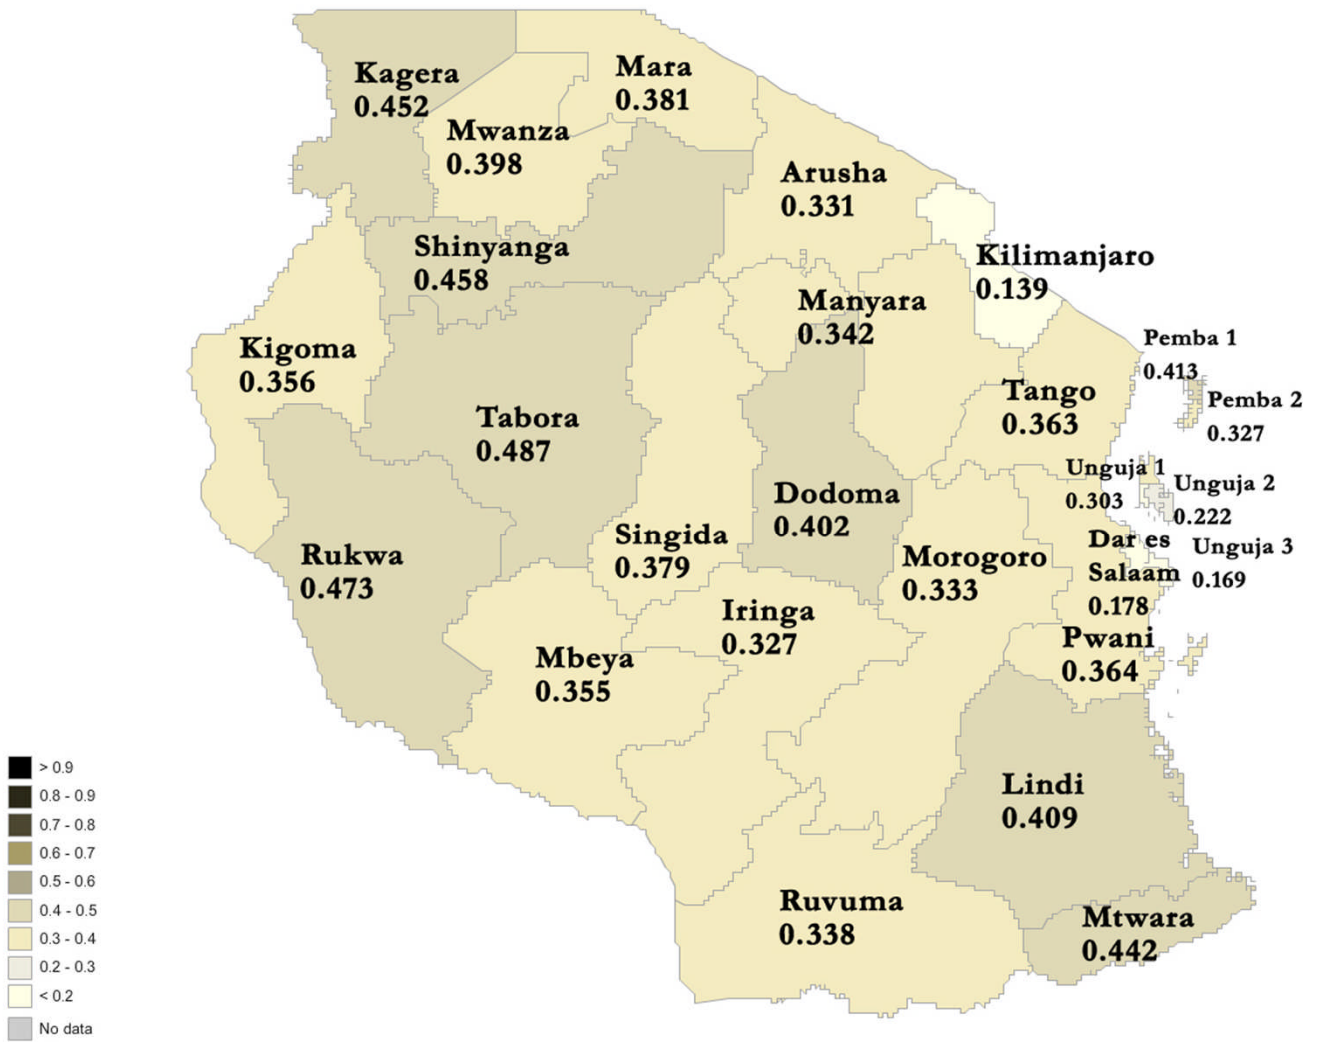 Kagera
0.452
Mara
0.381
Mwanza
0.398
Arusha
0.331
Shinyanga
0.458
Kilimanjaro
0.139
Manyara
0.342
Kigoma
0.356
Pemba 1
0.413
Tabora
0.487
Tango
0.363
Pemba 2
0.327
Unguja 1
0.303
Unguja 2
0.222
Dodoma
0.402
Singida
0.379
Rukwa
0.473
Morogoro
0.333
Dar es
Salaam
0.178
Unguja 3
0.169
Iringa
0.327
Pwani
0.364
Mbeya
0.355
Lindi
0.409
Ruvuma
0.338
Mtwara
0.442
> 0.9
0.8 - 0.9
0.7 - 0.8
0.6 - 0.7
0.5 - 0.6
0.4 - 0.5
0.3 - 0.4
0.2 - 0.3
< 0.2
No data